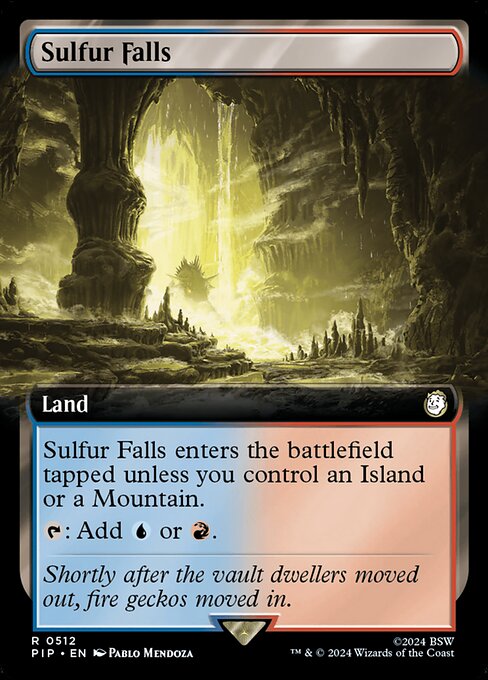 Sulfur Falls
Land
Sulfur Falls enters the battlefield
tapped unless you control an Island
or a Mountain.
: Add or .
Shortly after the vault dwellers moved
out, fire geckos moved in.
R 0512
PIP • EN Pablo Mendoza
©2024 BSW
™ & © 2024 Wizards of the Coast